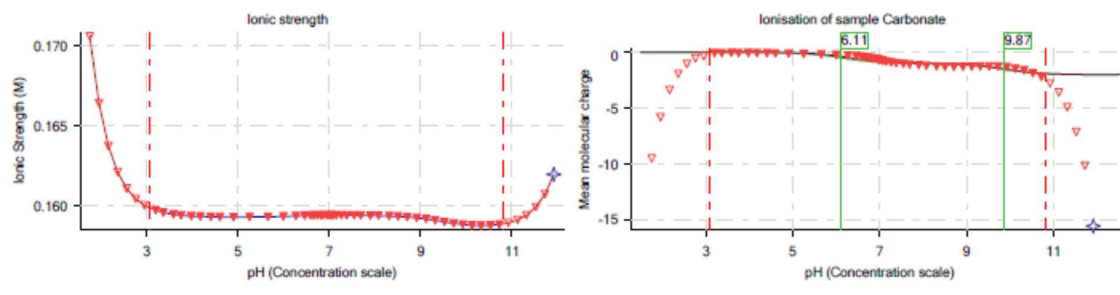 Ionic strength
0.170
0.165
0.160
Ionic Strength (M)
3 5 7 9 11
pH (Concentration scale)
Ionisation of sample Carbonate
6.11 9.87
0
-5
-10
-15
Mean molecular charge
3 5 7 9 11
pH (Concentration scale)